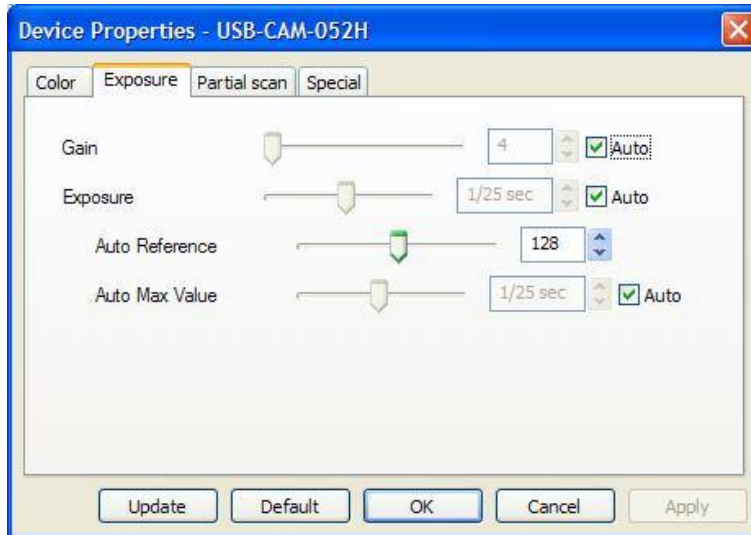 Device Properties - USB-CAM-052H
Color Exposure Partial scan Special
Gain 4 Auto
Exposure 1/25 sec Auto
Auto Reference 128
Auto Max Value 1/25 sec Auto
Update Default OK Cancel Apply